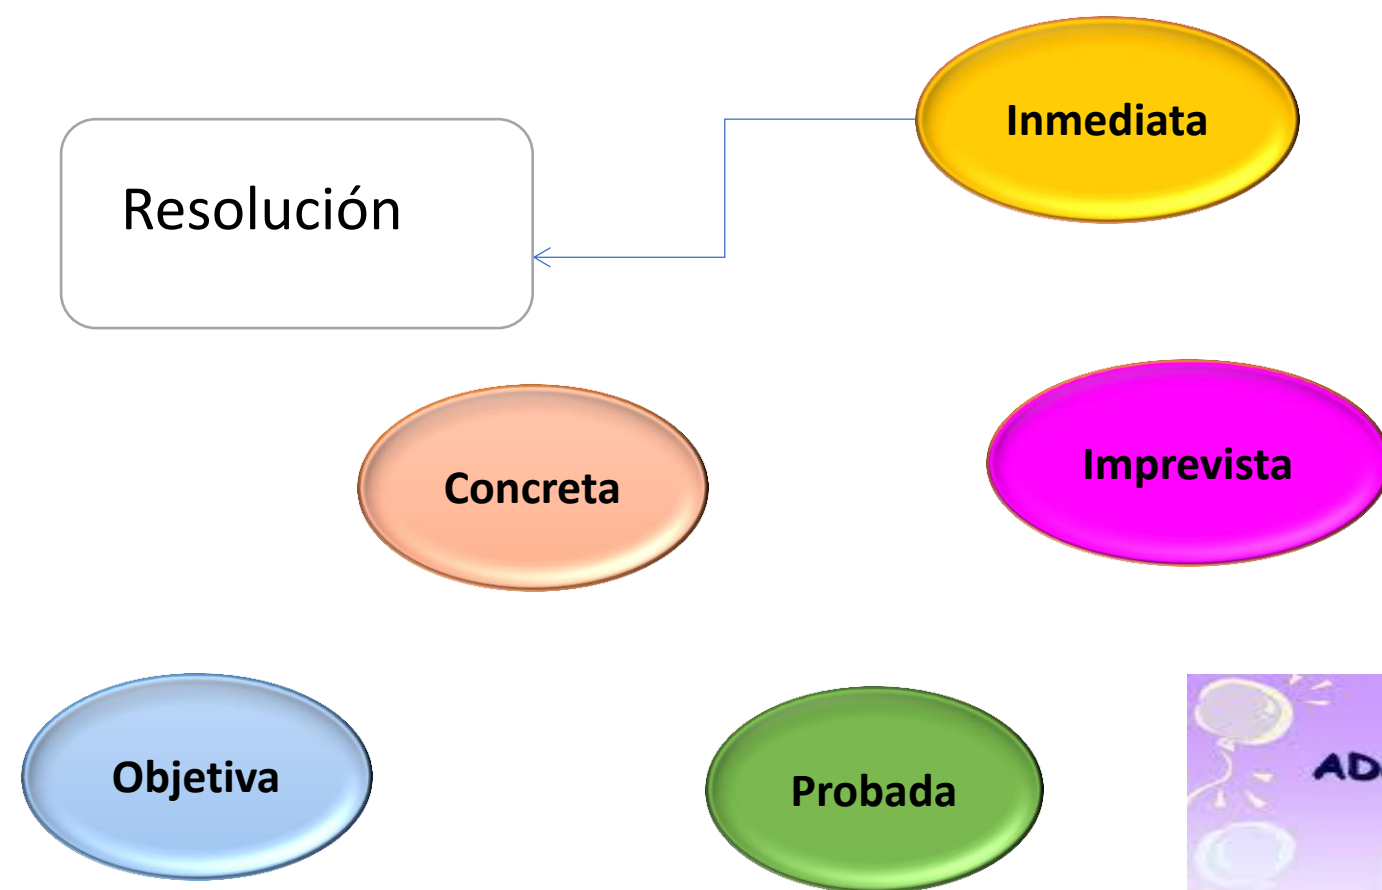 Inmediata
Resolución
Imprevista
Concreta
Objetiva
Probada